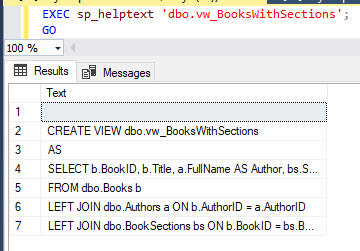 EXEC sp_helptext 'dbo.vw_BooksWithSections';
GO
100 %
Results Messages
Text
1
2 CREATE VIEW dbo.vw_BooksWithSections
3 AS
4 SELECT b.BookID, b.Title, a.FullName AS Author, bs.S...
5 FROM dbo.Books b
6 LEFT JOIN dbo.Authors a ON b.AuthorID = a.AuthorID
7 LEFT JOIN dbo.BookSections bs ON b.BookID = bs.B...